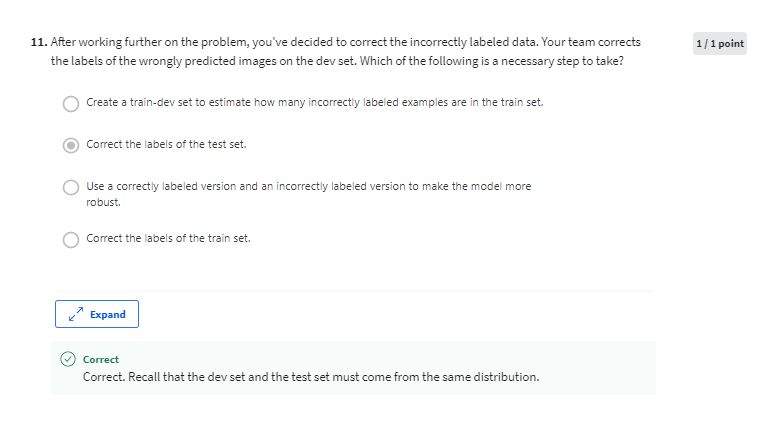 11. After working further on the problem, you've decided to correct the incorrectly labeled data. Your team corrects
1 / 1 point
the labels of the wrongly predicted images on the dev set. Which of the following is a necessary step to take?
Create a train-dev set to estimate how many incorrectly labeled examples are in the train set.
Correct the labels of the test set.
Use a correctly labeled version and an incorrectly labeled version to make the model more
robust.
Correct the labels of the train set.
Expand
Correct
Correct. Recall that the dev set and the test set must come from the same distribution.